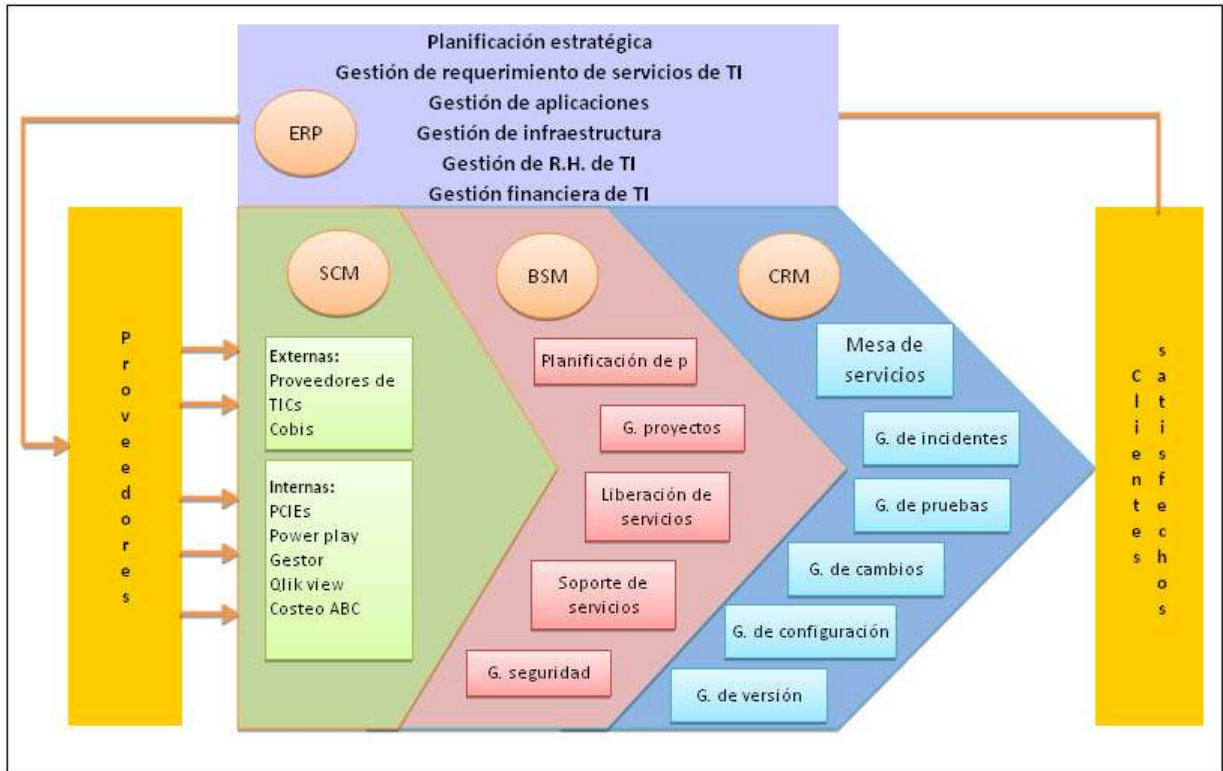 Planificación estratégica
Gestión de requerimiento de servicios de TI
Gestión de aplicaciones
ERP
Gestión de infraestructura
Gestión de R.H. de TI
Gestión financiera de TI
Proveedores
SCM
Externas:
Proveedores de
TICs
Cobis
Internas:
PCIEs
Power play
Gestor
Qlik view
Costeo ABC
BSM
Planificación de p
G. proyectos
Liberación de
servicios
Soporte de
servicios
G. seguridad
CRM
Mesa de
servicios
G. de incidentes
G. de pruebas
G. de cambios
G. de configuración
G. de versión
Clientes
satisfechos